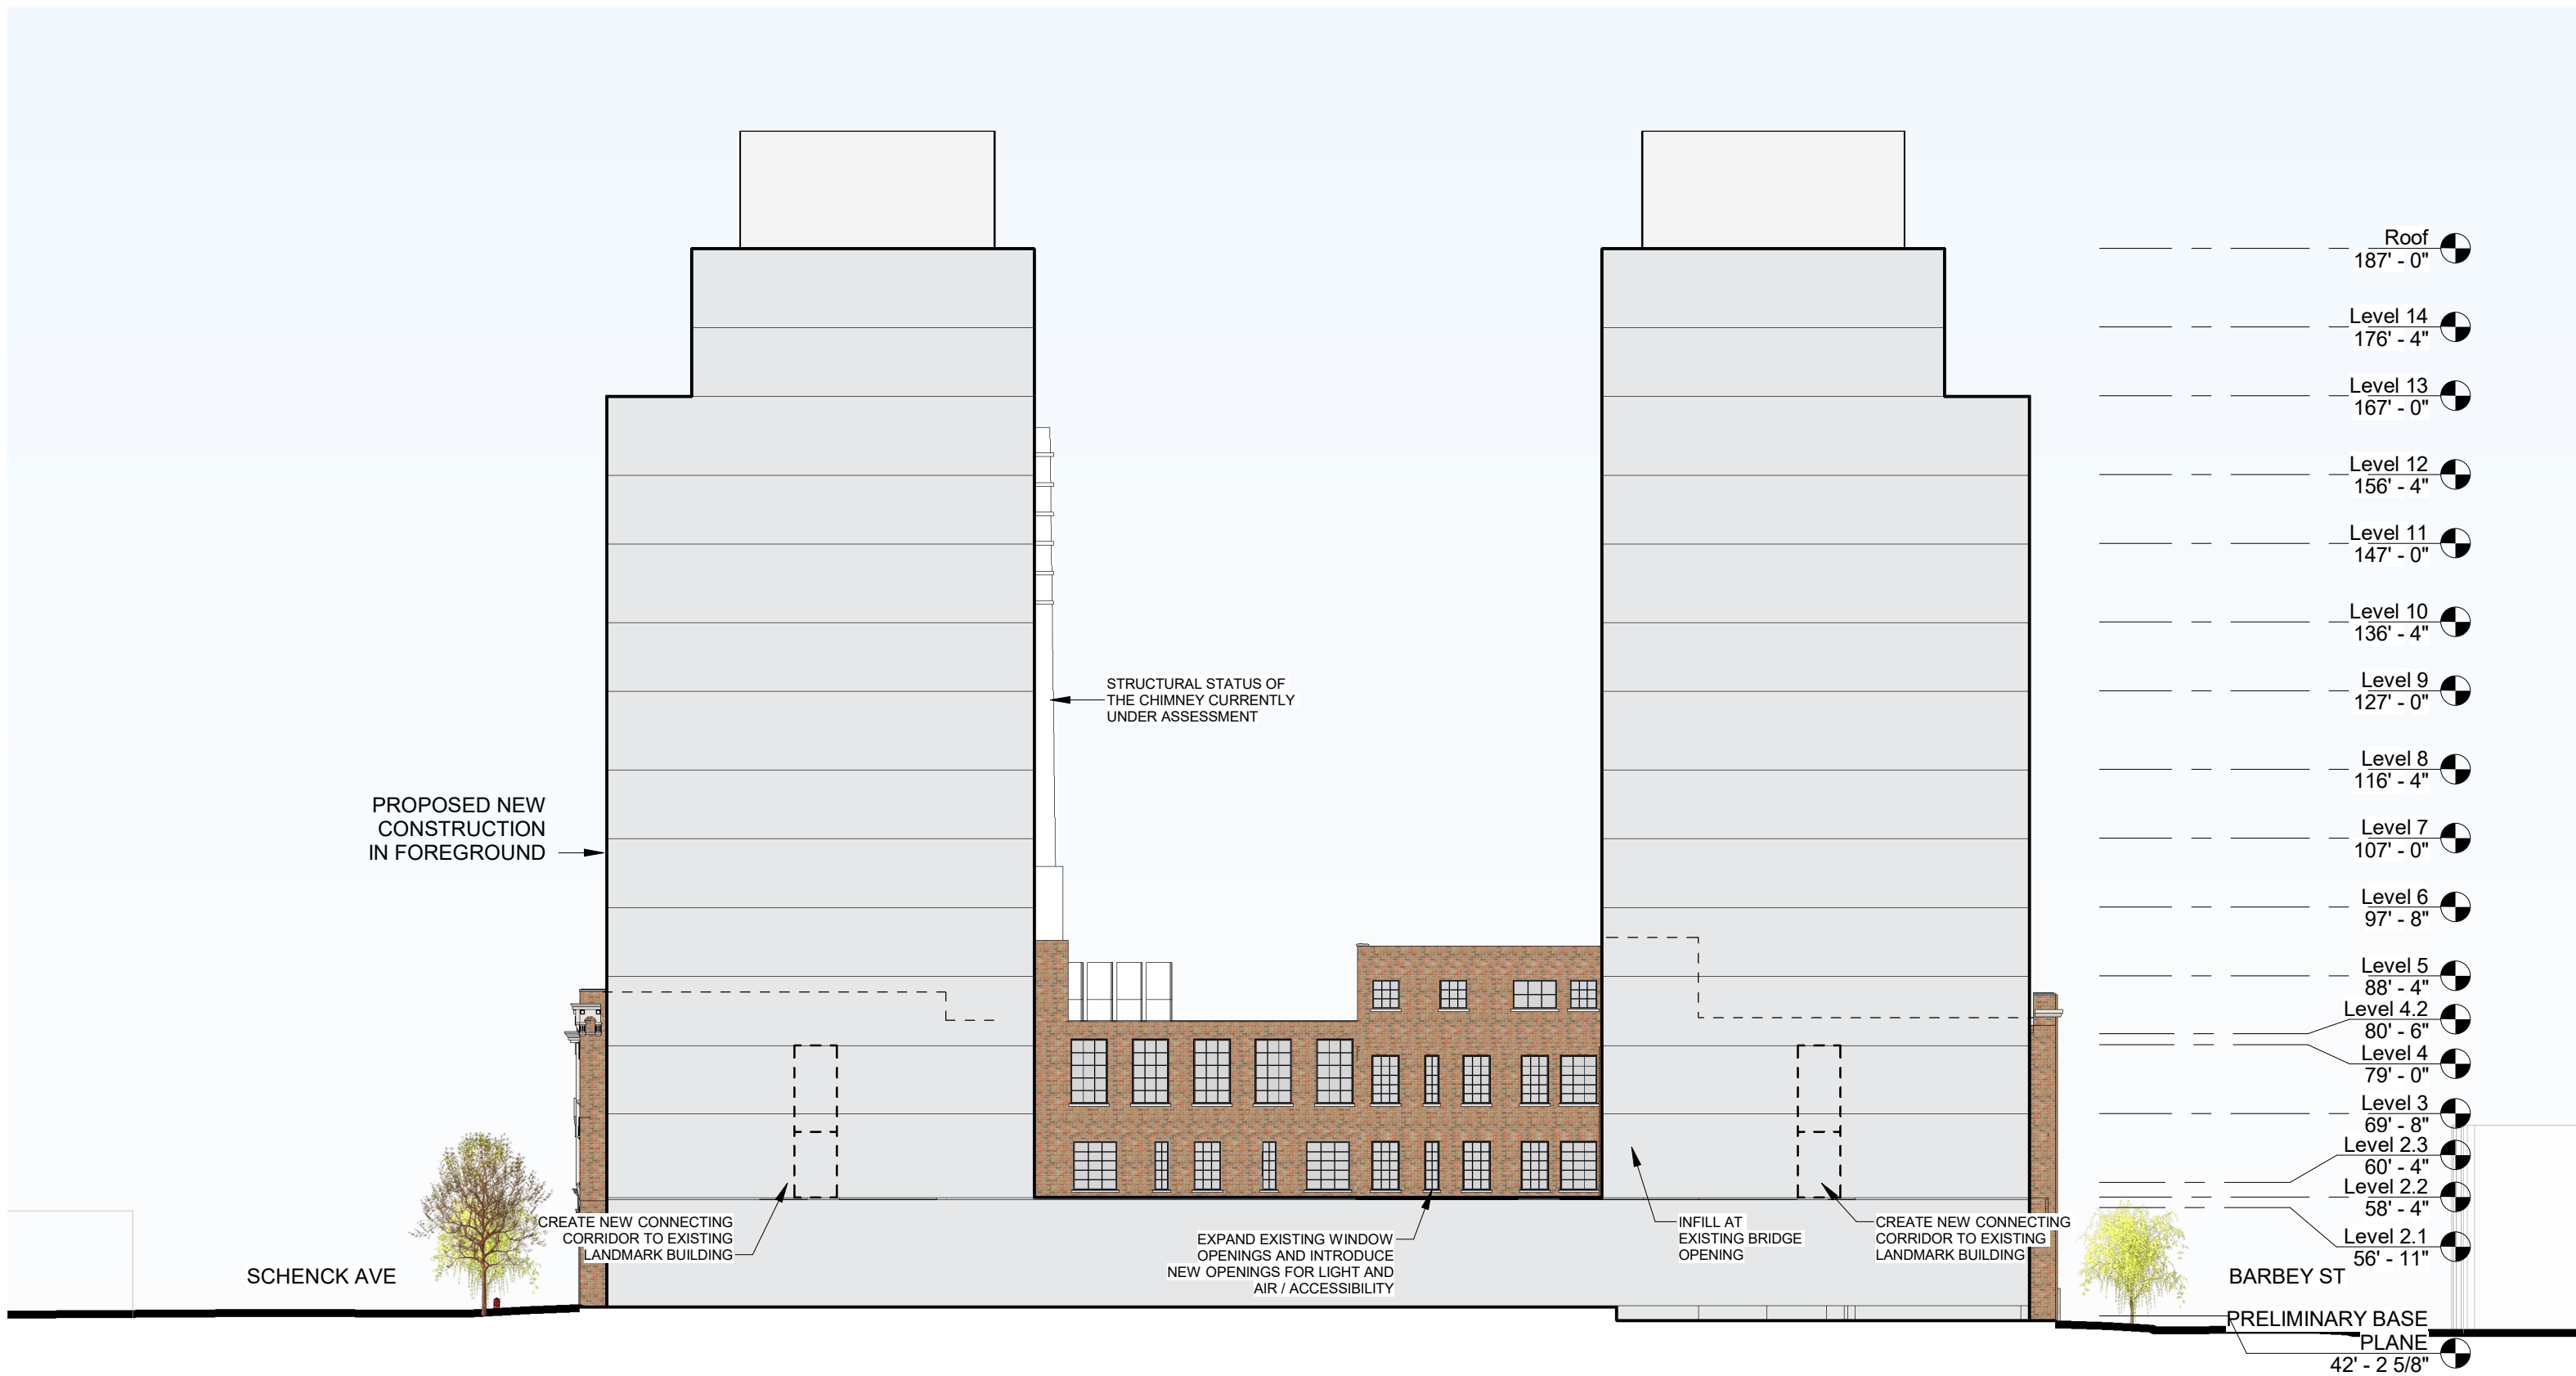 Roof
187' - 0"
Level 14
176' - 4"
Level 13
167' - 0"
Level 12
156' - 4"
Level 11
147' - 0"
Level 10
136' - 4"
Level 9
127' - 0"
Level 8
116' - 4"
Level 7
107' - 0"
Level 6
97' - 8"
Level 5
88' - 4"
Level 4.2
80' - 6"
Level 4
79' - 0"
Level 3
69' - 8"
Level 2.3
60' - 4"
Level 2.2
58' - 4"
Level 2.1
56' - 11"
PRELIMINARY BASE
PLANE
42' - 2 5/8"
STRUCTURAL STATUS OF
THE CHIMNEY CURRENTLY
UNDER ASSESSMENT
PROPOSED NEW
CONSTRUCTION
IN FOREGROUND
CREATE NEW CONNECTING
CORRIDOR TO EXISTING
LANDMARK BUILDING
EXPAND EXISTING WINDOW
OPENINGS AND INTRODUCE
NEW OPENINGS FOR LIGHT AND
AIR / ACCESSIBILITY
INFILL AT
EXISTING BRIDGE
OPENING
CREATE NEW CONNECTING
CORRIDOR TO EXISTING
LANDMARK BUILDING
SCHENCK AVE
BARBEY ST